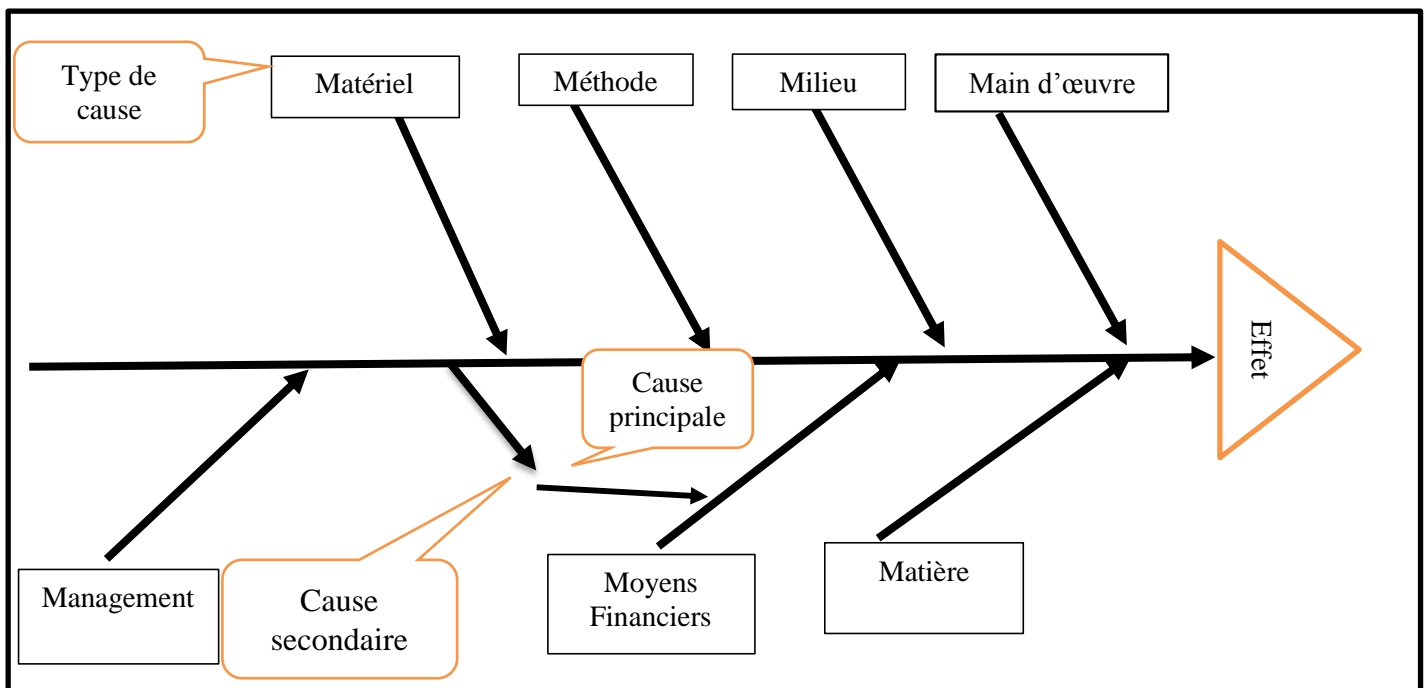 Type de
cause
Matériel
Méthode
Milieu
Main d’œuvre
Effet
Cause
principale
Management
Cause
secondaire
Moyens
Financiers
Matière